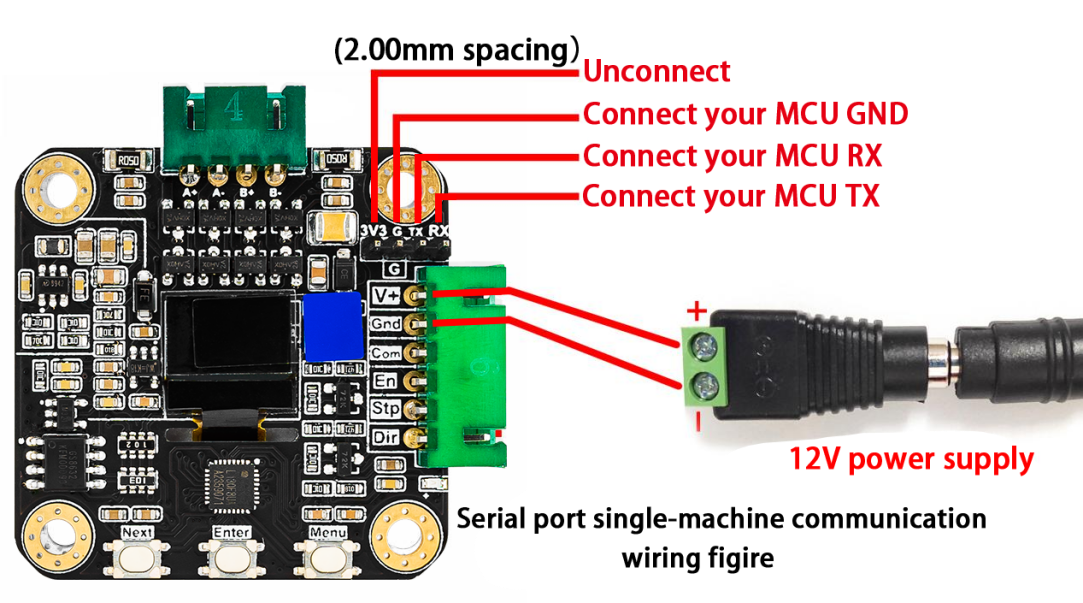 (2.00mm spacing)
Unconnect
Connect your MCU GND
Connect your MCU RX
Connect your MCU TX
4
R050
R050
A+ A- B+ B-
3V3 G TX RX
G
V+
Gnd
Com
En
Stp
Dir
+
-
12V power supply
Serial port single-machine communication
wiring figire
102
Next Enter Menu